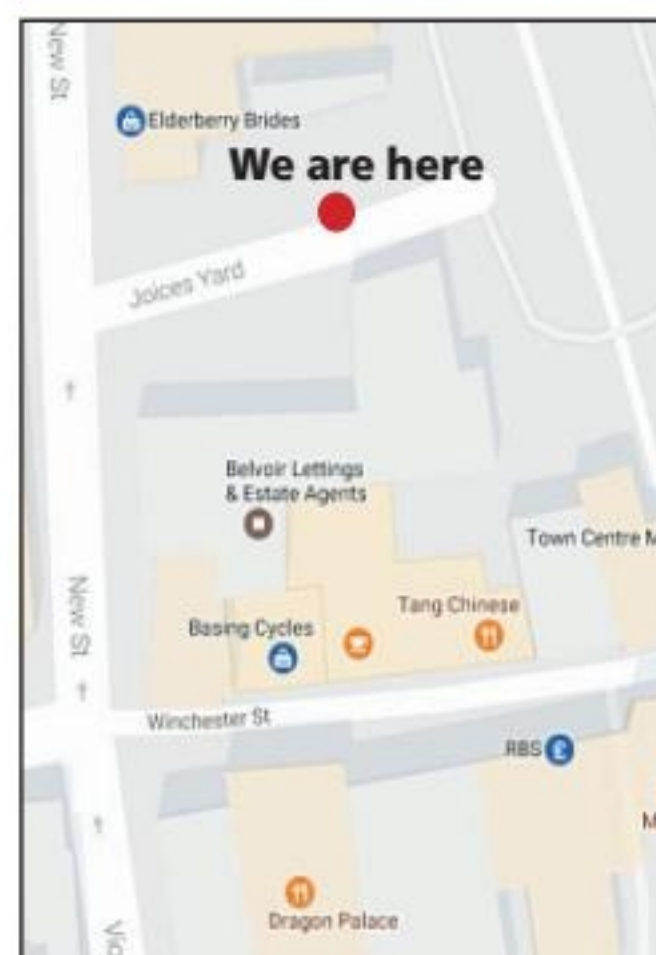 New St
Elderberry Brides
We are here
Joices Yard
Belvoir Lettings
& Estate Agents
Town Centre M
Tang Chinese
New St
Basing Cycles
Winchester St
RBS £
M
Dragon Palace
Vic